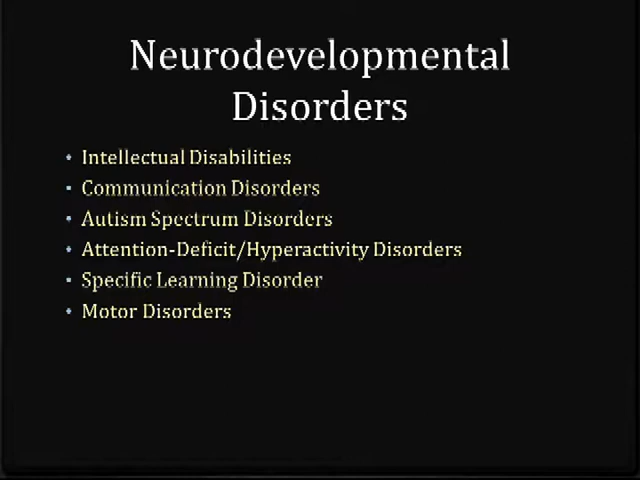 Neurodevelopmental
Disorders
• Intellectual Disabilities
• Communication Disorders
• Autism Spectrum Disorders
• Attention-Deficit/Hyperactivity Disorders
• Specific Learning Disorder
• Motor Disorders